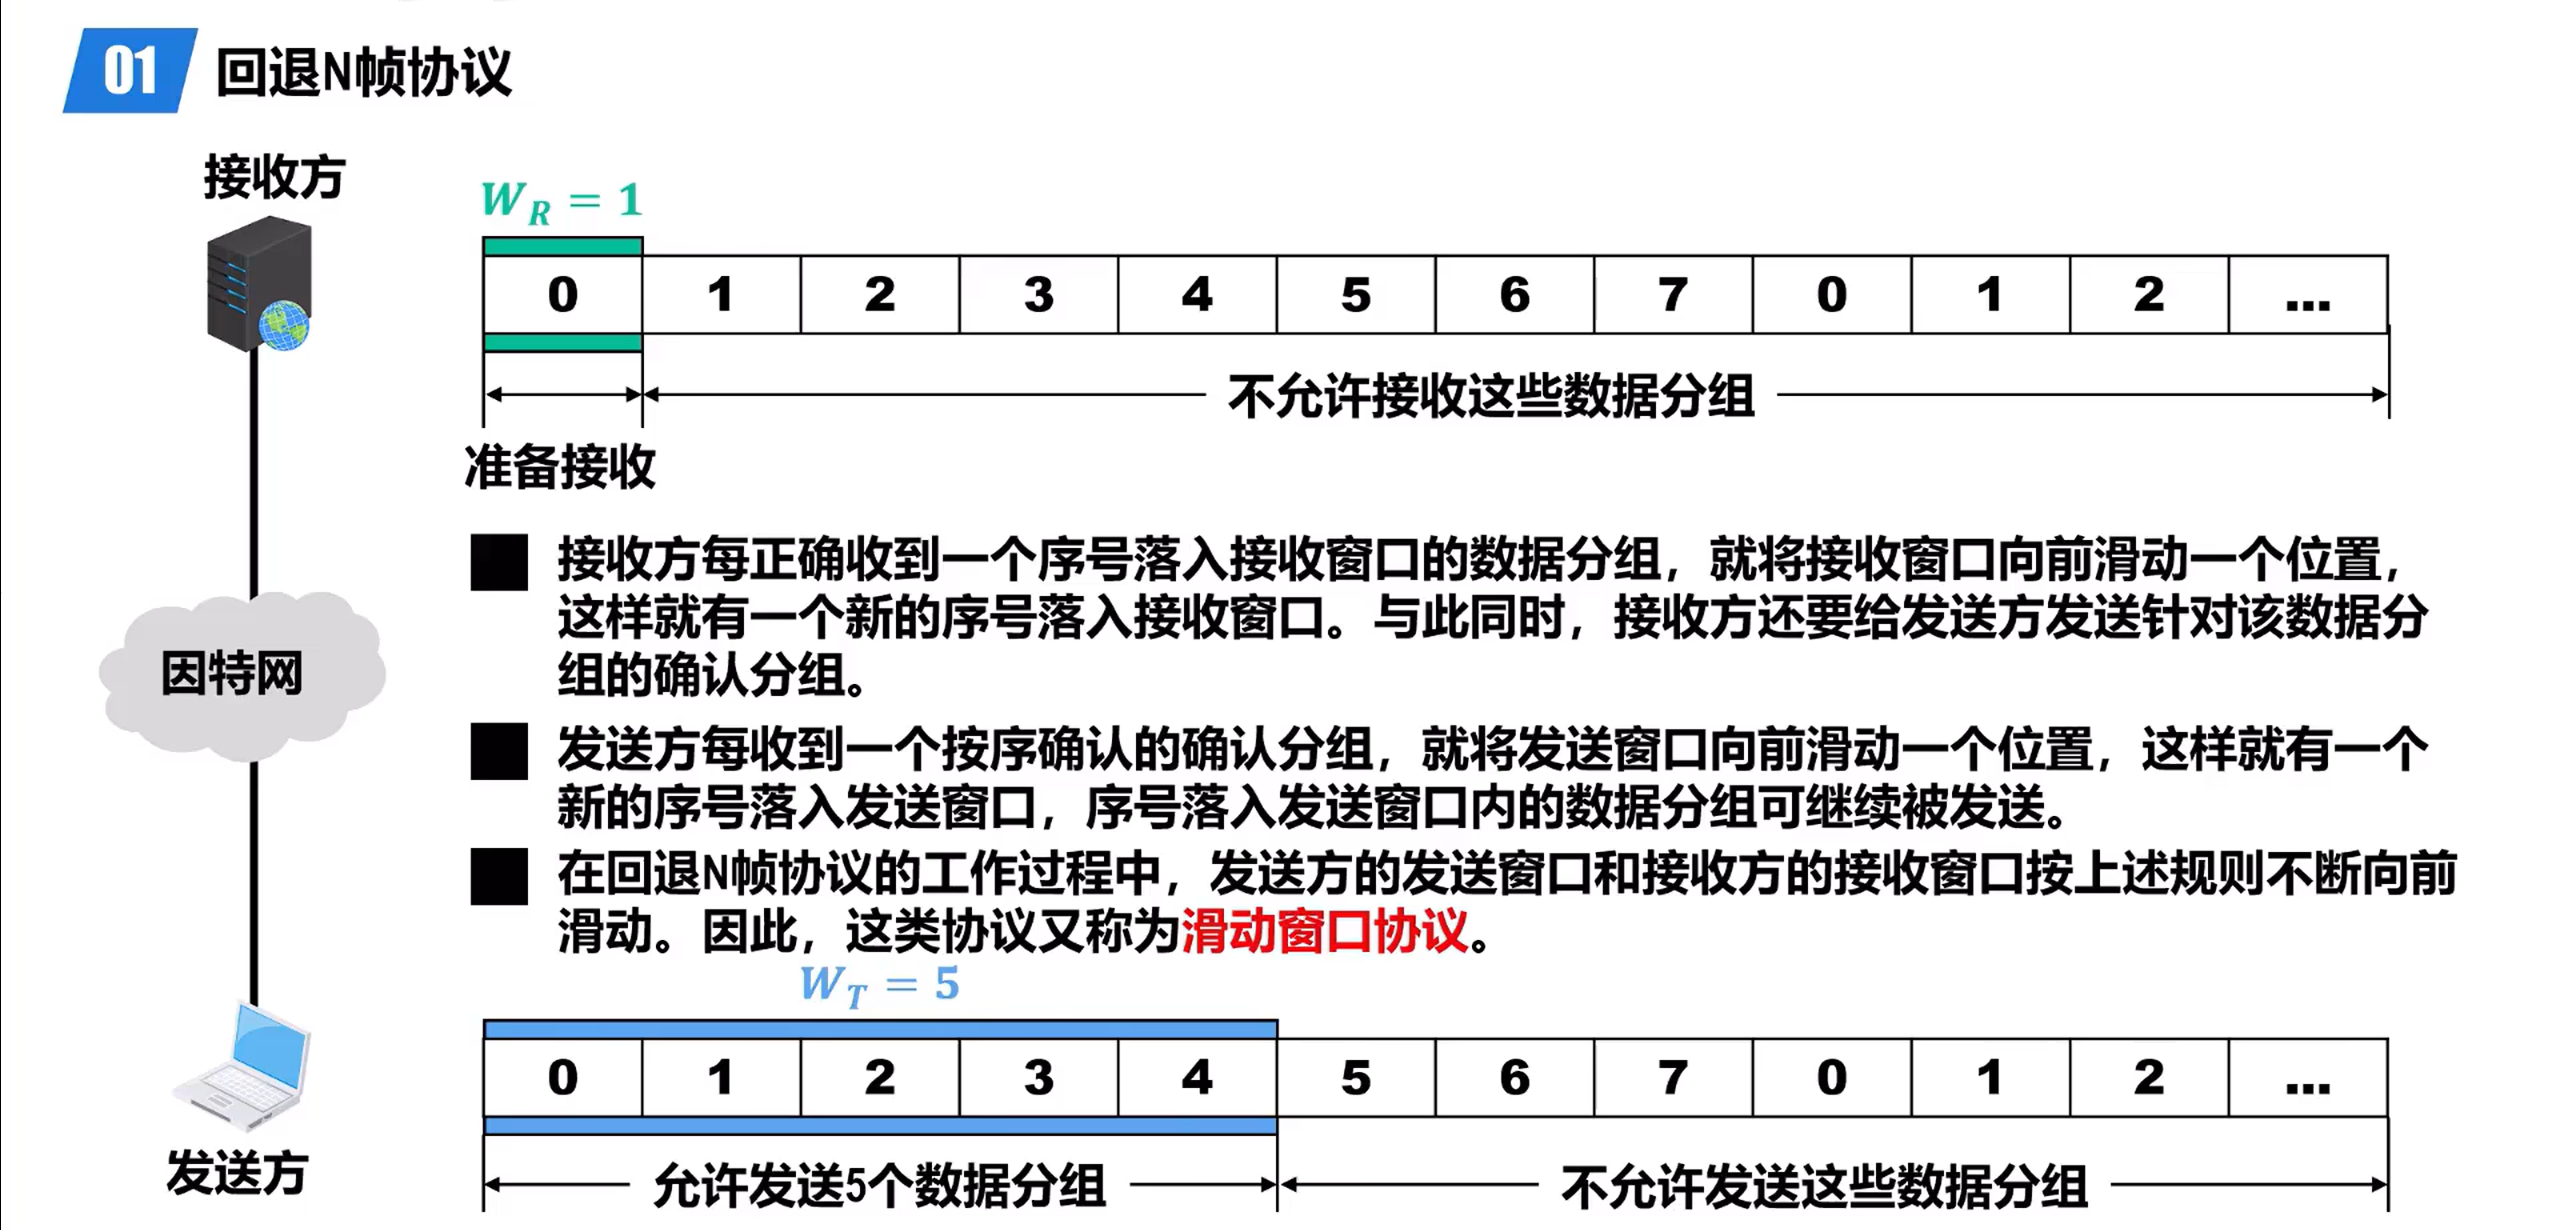 01 回退N帧协议
接收方
W_R = 1
0 1 2 3 4 5 6 7 0 1 2 ...
不允许接收这些数据分组
准备接收
接收方每正确收到一个序号落入接收窗口的数据分组，就将接收窗口向前滑动一个位置，
这样就有一个新的序号落入接收窗口。与此同时，接收方还要给发送方发送针对该数据分
组的确认分组。
因特网
发送方每收到一个按序确认的确认分组，就将发送窗口向前滑动一个位置，这样就有一个
新的序号落入发送窗口，序号落入发送窗口内的数据分组可继续被发送。
在回退N帧协议的工作过程中，发送方的发送窗口和接收方的接收窗口按上述规则不断向前
滑动。因此，这类协议又称为滑动窗口协议。
W_T = 5
0 1 2 3 4 5 6 7 0 1 2 ...
发送方
允许发送5个数据分组 不允许发送这些数据分组